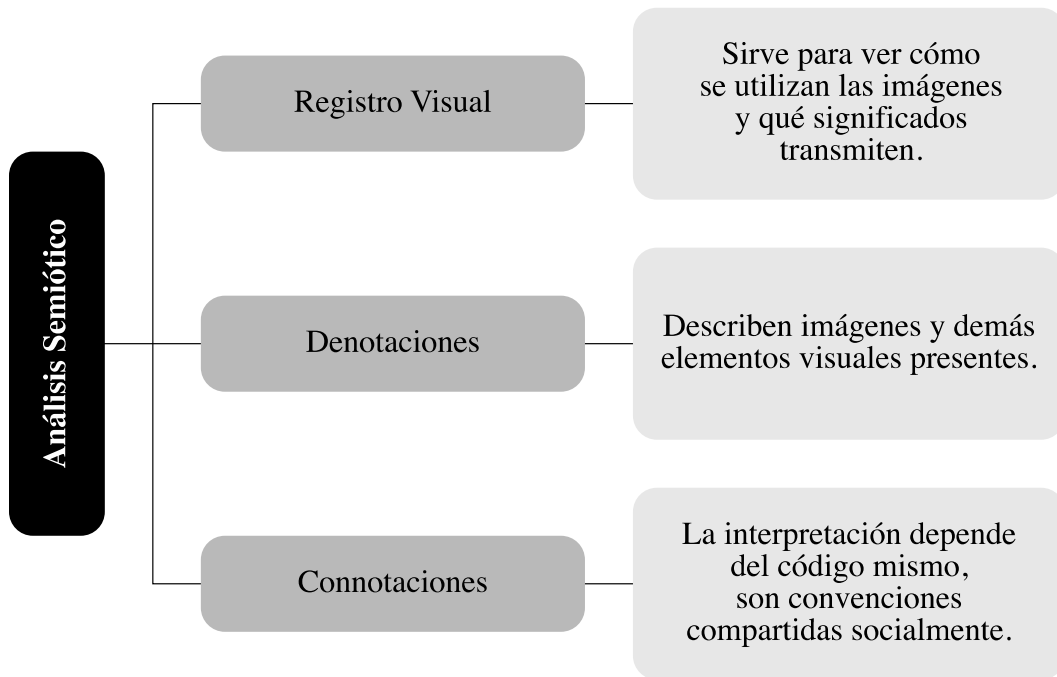 Análisis Semiótico
Registro Visual
Sirve para ver cómo
se utilizan las imágenes
y qué significados
transmiten.
Denotaciones
Describen imágenes y demás
elementos visuales presentes.
Connotaciones
La interpretación depende
del código mismo,
son convenciones
compartidas socialmente.